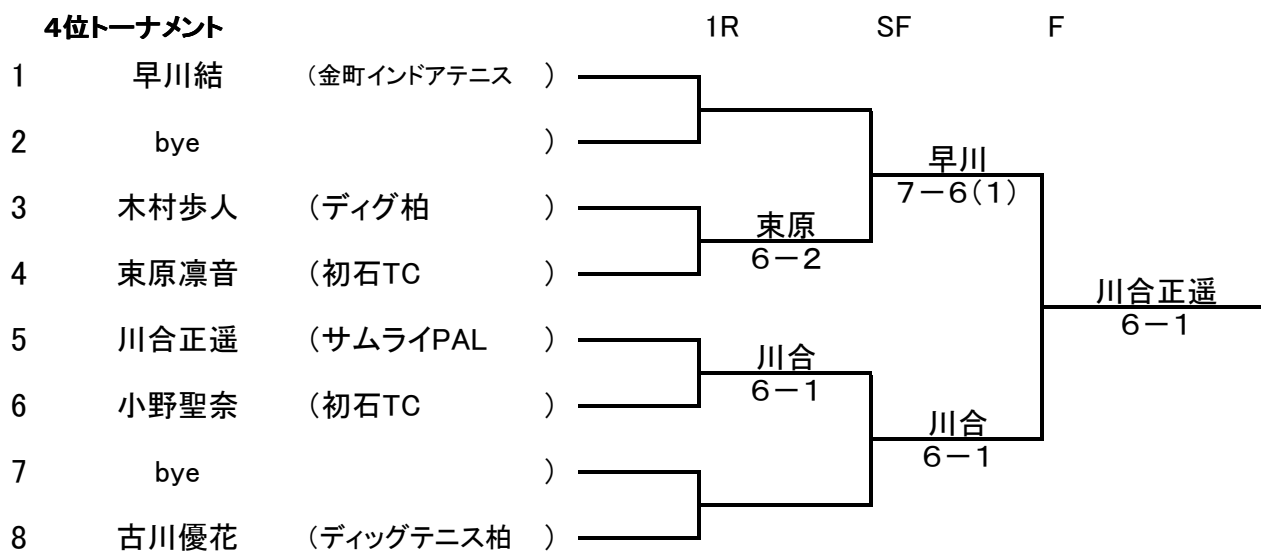 4位トーナメント 1R SF F
1 早川結 (金町インドアテニス )
2 bye )
早川
7-6(1)
3 木村歩人 (ディグ柏 )
束原
6-2
4 束原凛音 (初石TC )
川合正遥
6-1
5 川合正遥 (サムライPAL )
川合
6-1
6 小野聖奈 (初石TC )
川合
6-1
7 bye )
8 古川優花 (ディッグテニス柏 )